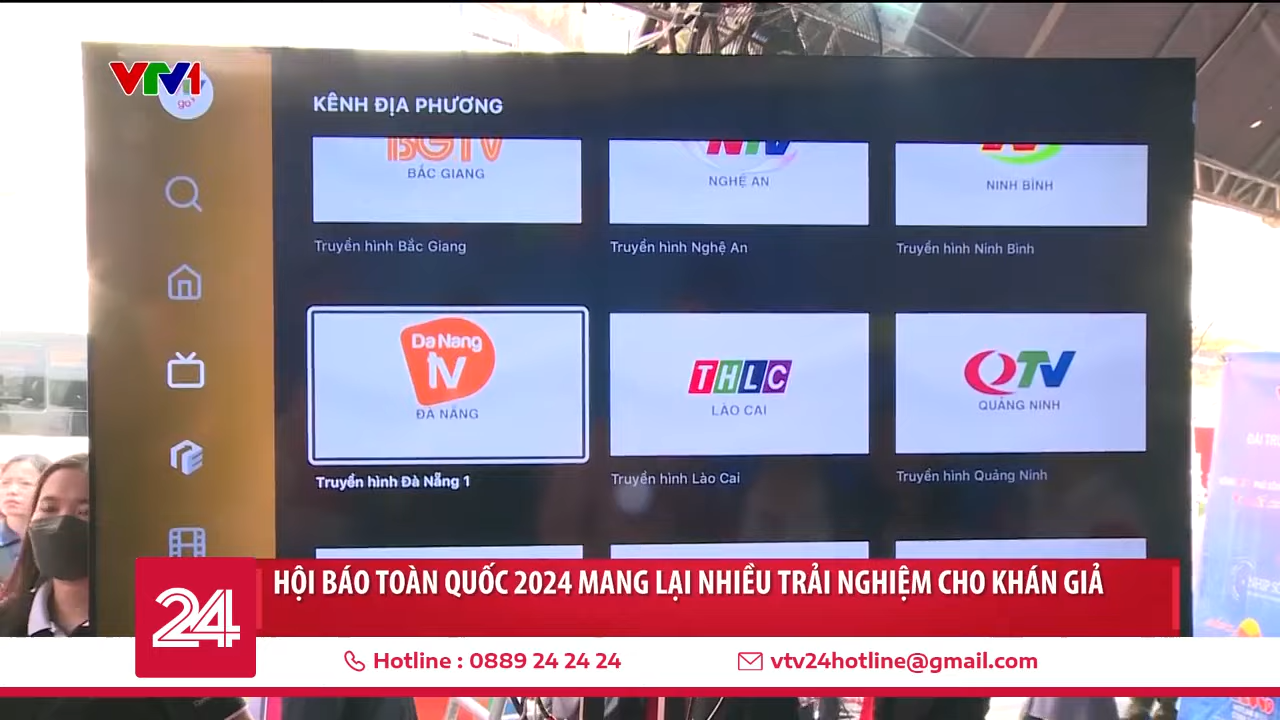 VTV1
go
KÊNH ĐỊA PHƯƠNG
BGTV
NTV
BẮC GIANG
NGHỆ AN
NINH BÌNH
Truyền hình Bắc Giang
Truyền hình Nghệ An
Truyền hình Ninh Bình
Da Nang
tv
ĐÀ NẴNG
THLC
LÀO CAI
QTV
QUẢNG NINH
Truyền hình Đà Nẵng 1
Truyền hình Lào Cai
Truyền hình Quảng Ninh
24
HỘI BÁO TOÀN QUỐC 2024 MANG LẠI NHIỀU TRẢI NGHIỆM CHO KHÁN GIẢ
Hotline : 0889 24 24 24
vtv24hotline@gmail.com